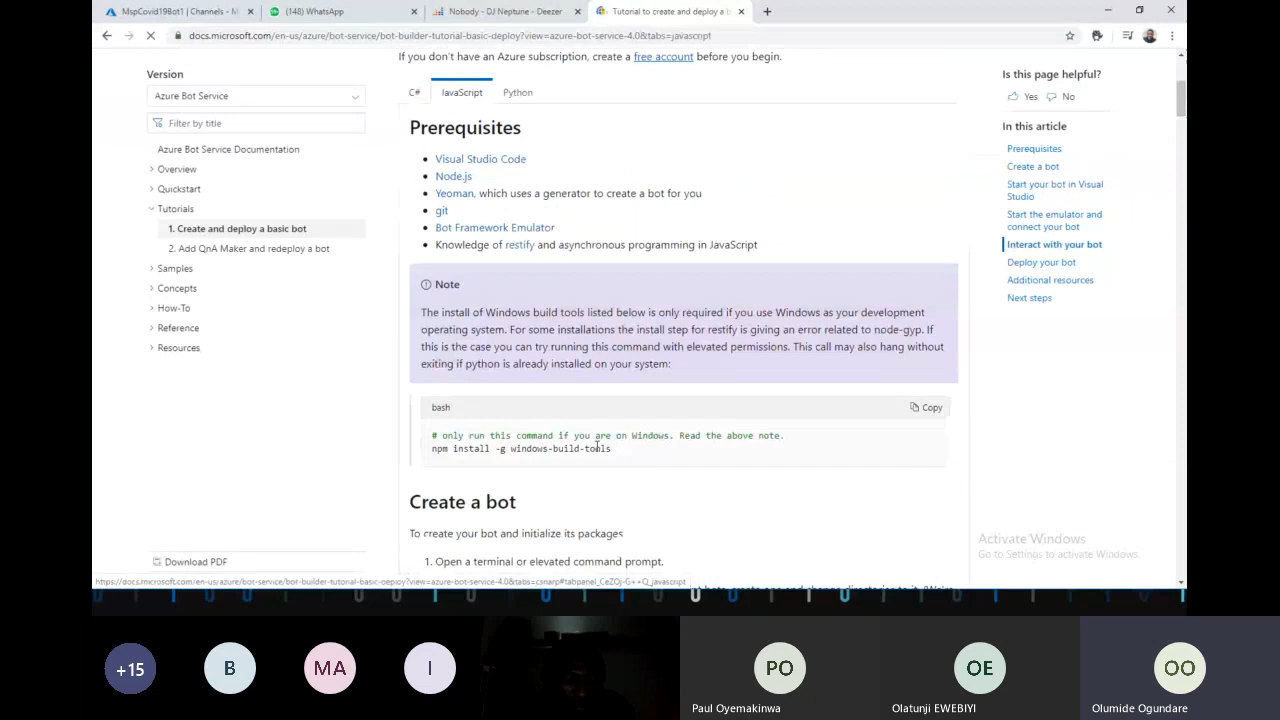 MspCovid19Bot1 | Channels - M
(148) WhatsApp
Nobody - DJ Neptune - Deezer
Tutorial to create and deploy a b
docs.microsoft.com/en-us/azure/bot-service/bot-builder-tutorial-basic-deploy?view=azure-bot-service-4.0&tabs=javascript
Version
Azure Bot Service
Filter by title
Azure Bot Service Documentation
Overview
Quickstart
Tutorials
1. Create and deploy a basic bot
2. Add QnA Maker and redeploy a bot
Samples
Concepts
How-To
Reference
Resources
Download PDF
If you don't have an Azure subscription, create a free account before you begin.
C# JavaScript Python
Prerequisites
Visual Studio Code
Node.js
Yeoman, which uses a generator to create a bot for you
git
Bot Framework Emulator
Knowledge of restify and asynchronous programming in JavaScript
Note
The install of Windows build tools listed below is only required if you use Windows as your development
operating system. For some installations the install step for restify is giving an error related to node-gyp. If
this is the case you can try running this command with elevated permissions. This call may also hang without
exiting if python is already installed on your system:
bash Copy
# only run this command if you are on Windows. Read the above note.
npm install -g windows-build-tools
Create a bot
To create your bot and initialize its packages
1. Open a terminal or elevated command prompt.
Is this page helpful?
Yes No
In this article
Prerequisites
Create a bot
Start your bot in Visual
Studio
Start the emulator and
connect your bot
Interact with your bot
Deploy your bot
Additional resources
Next steps
Activate Windows
Go to Settings to activate Windows.
+15
B
MA
I
PO
Paul Oyemakinwa
OE
Olatunji EWEBIYI
OO
Olumide Ogundare